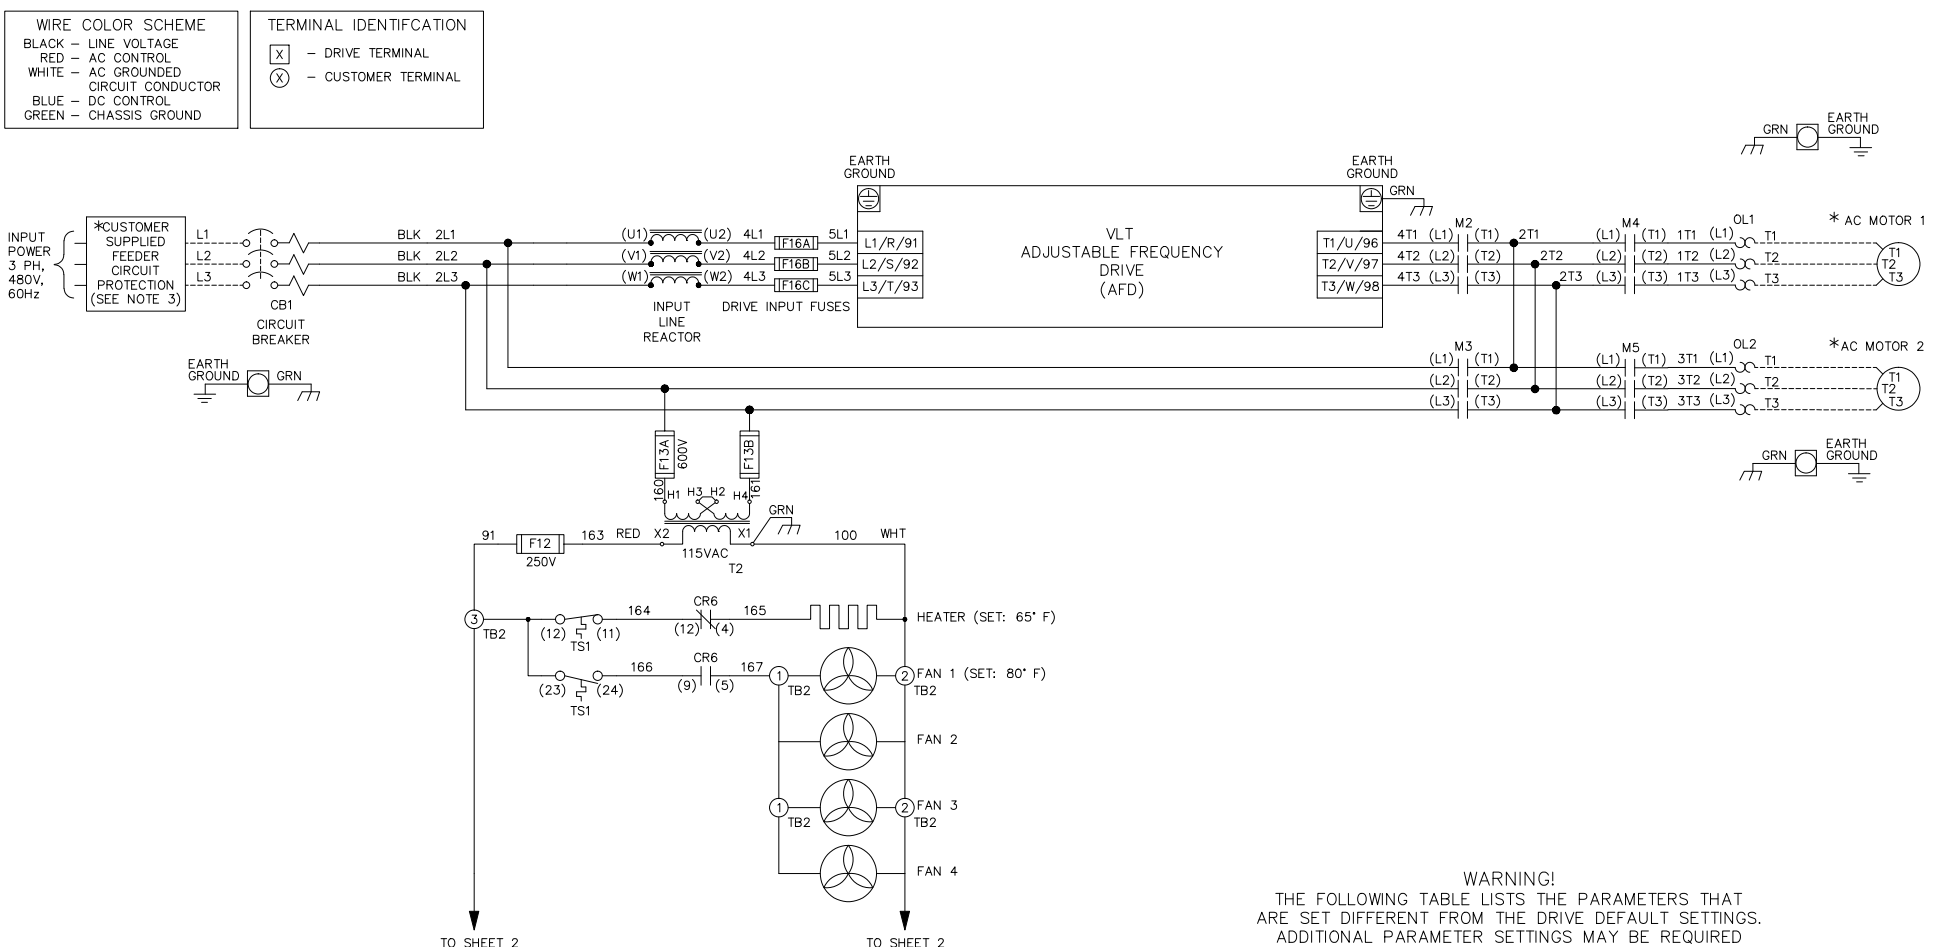 WIRE COLOR SCHEME
BLACK – LINE VOLTAGE
RED – AC CONTROL
WHITE – AC GROUNDED
CIRCUIT CONDUCTOR
BLUE – DC CONTROL
GREEN – CHASSIS GROUND
TERMINAL IDENTIFCATION
X – DRIVE TERMINAL
X – CUSTOMER TERMINAL
GRN
EARTH
GROUND
INPUT
POWER
3 PH,
480V,
60Hz
*CUSTOMER
SUPPLIED
FEEDER
CIRCUIT
PROTECTION
(SEE NOTE 3)
L1
L2
L3
CB1
CIRCUIT
BREAKER
EARTH
GROUND
GRN
BLK 2L1
BLK 2L2
BLK 2L3
(U1) (U2) 4L1 F16A 5L1
(V1) (V2) 4L2 F16B 5L2
(W1) (W2) 4L3 F16C 5L3
INPUT
LINE
REACTOR
DRIVE INPUT FUSES
EARTH
GROUND
L1/R/91
L2/S/92
L3/T/93
VLT
ADJUSTABLE FREQUENCY
DRIVE
(AFD)
EARTH
GROUND
GRN
T1/U/96
T2/V/97
T3/W/98
M2
M4
OL1
* AC MOTOR 1
4T1 (L1) (T1) 2T1 (L1) (T1) 1T1 (L1) T1
4T2 (L2) (T2) 2T2 (L2) (T2) 1T2 (L2) T2
4T3 (L3) (T3) 2T3 (L3) (T3) 1T3 (L3) T3
T1
T2
T3
M3
M5
OL2
*AC MOTOR 2
(L1) (T1) (L1) (T1) 3T1 (L1) T1
(L2) (T2) (L2) (T2) 3T2 (L2) T2
(L3) (T3) (L3) (T3) 3T3 (L3) T3
T1
T2
T3
GRN
EARTH
GROUND
F13A
600V
F13B
160
161
H1 H3 H2 H4
GRN
91 F12 163 RED X2 X1 100 WHT
250V
115VAC
T2
3
TB2
(12) (11)
TS1
164
CR6
(12) (4)
165
HEATER (SET: 65° F)
(23) (24)
TS1
166
CR6
(9) (5)
167
1
TB2
2
TB2
FAN 1 (SET: 80° F)
FAN 2
1
TB2
2
TB2
FAN 3
FAN 4
TO SHEET 2
TO SHEET 2
WARNING!
THE FOLLOWING TABLE LISTS THE PARAMETERS THAT
ARE SET DIFFERENT FROM THE DRIVE DEFAULT SETTINGS.
ADDITIONAL PARAMETER SETTINGS MAY BE REQUIRED